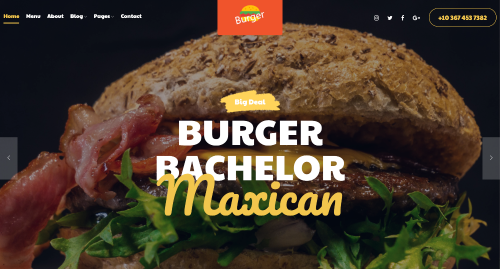 Home Menu About Blog Pages Contact
Burger
+10 367 453 7382
Big Deal
BURGER
BACHELOR
Maxican